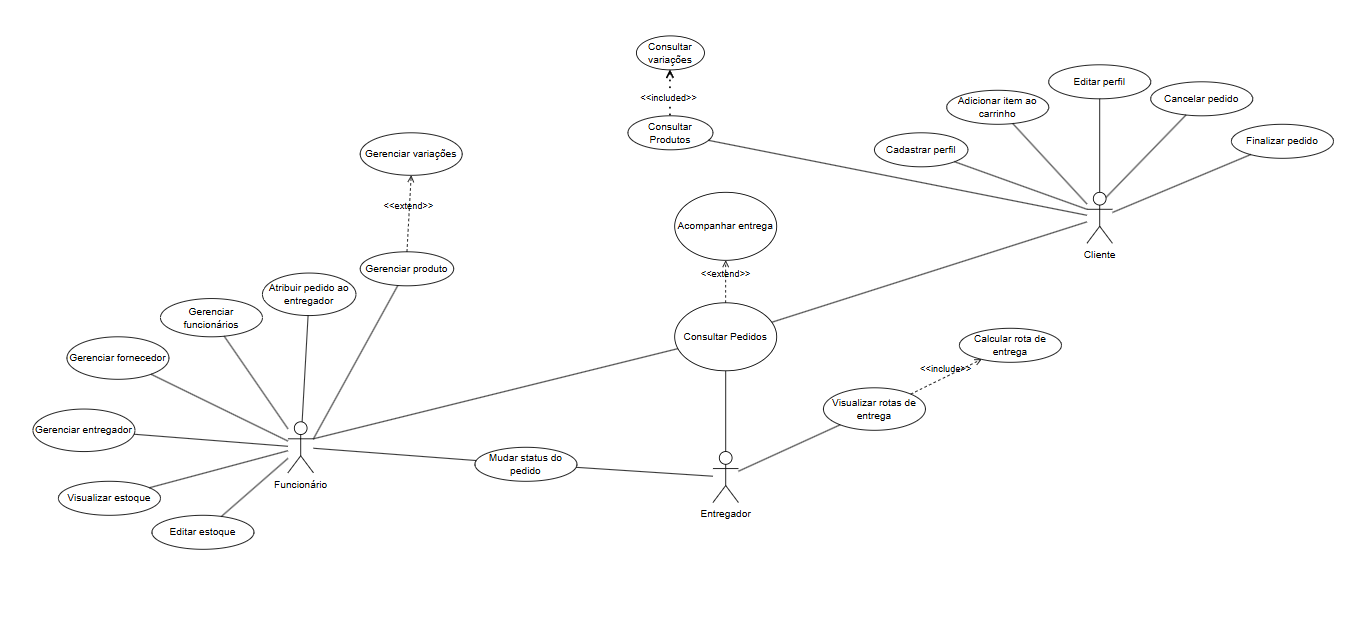 Consultar
variações
<<included>>
Consultar
Produtos
Editar perfil
Adicionar item ao
carrinho
Cancelar pedido
Finalizar pedido
Cadastrar perfil
Cliente
Gerenciar variações
<<extend>>
Gerenciar produto
Acompanhar entrega
<<extend>>
Consultar Pedidos
Atribuir pedido ao
entregador
Gerenciar
funcionários
Gerenciar fornecedor
Gerenciar entregador
Visualizar estoque
Editar estoque
Funcionário
Mudar status do
pedido
Entregador
Calcular rota de
entrega
<<include>>
Visualizar rotas de
entrega